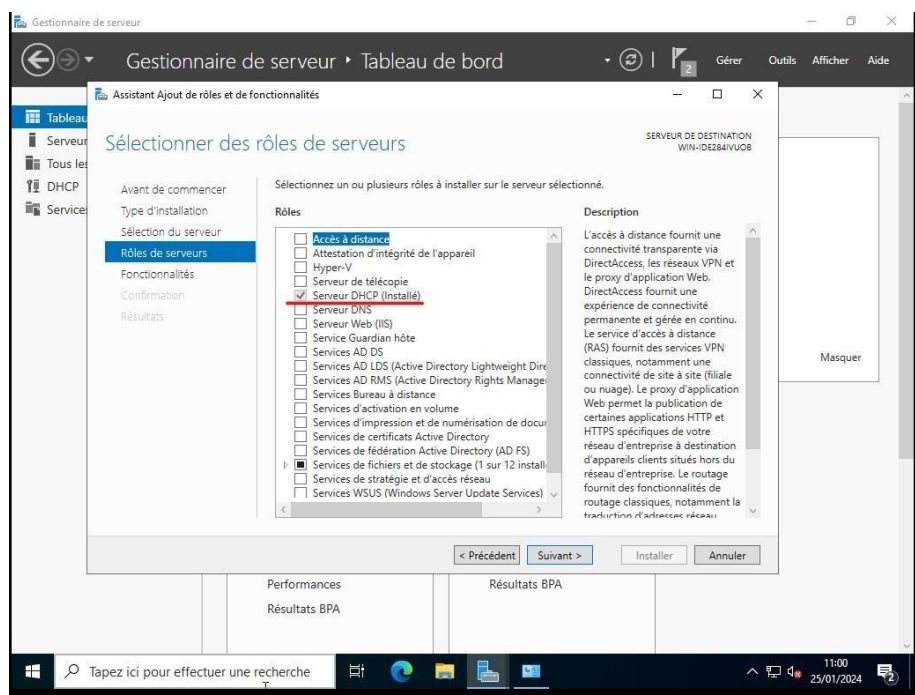 Gestionnaire de serveur
Gestionnaire de serveur • Tableau de bord
2
Gérer Outils Afficher Aide
Assistant Ajout de rôles et de fonctionnalités
Tableau
Serveur
Tous les
DHCP
Services
Sélectionner des rôles de serveurs
SERVEUR DE DESTINATION
WIN-IDE284IVUOB
Avant de commencer
Type d'installation
Sélection du serveur
Rôles de serveurs
Fonctionnalités
Confirmation
Résultats
Sélectionnez un ou plusieurs rôles à installer sur le serveur sélectionné.
Rôles
Accès à distance
Attestation d'intégrité de l'appareil
Hyper-V
Serveur de télécopie
Serveur DHCP (Installé)
Serveur DNS
Serveur Web (IIS)
Service Guardian hôte
Services AD DS
Services AD LDS (Active Directory Lightweight Dire
Services AD RMS (Active Directory Rights Manage
Services Bureau à distance
Services d'activation en volume
Services d'impression et de numérisation de docu
Services de certificats Active Directory
Services de fédération Active Directory (AD FS)
Services de fichiers et de stockage (1 sur 12 install
Services de stratégie et d'accès réseau
Services WSUS (Windows Server Update Services)
Description
L'accès à distance fournit une
connectivité transparente via
DirectAccess, les réseaux VPN et
le proxy d'application Web.
DirectAccess fournit une
expérience de connectivité
permanente et gérée en continu.
Le service d'accès à distance
(RAS) fournit des services VPN
classiques, notamment une
connectivité de site à site (filiale
ou nuage). Le proxy d'application
Web permet la publication de
certaines applications HTTP et
HTTPS spécifiques de votre
réseau d'entreprise à destination
d'appareils clients situés hors du
réseau d'entreprise. Le routage
fournit des fonctionnalités de
routage classiques, notamment la
traduction d'adresses réseau
Masquer
< Précédent Suivant > Installer Annuler
Performances
Résultats BPA
Résultats BPA
Tapez ici pour effectuer une recherche
11:00
25/01/2024
2